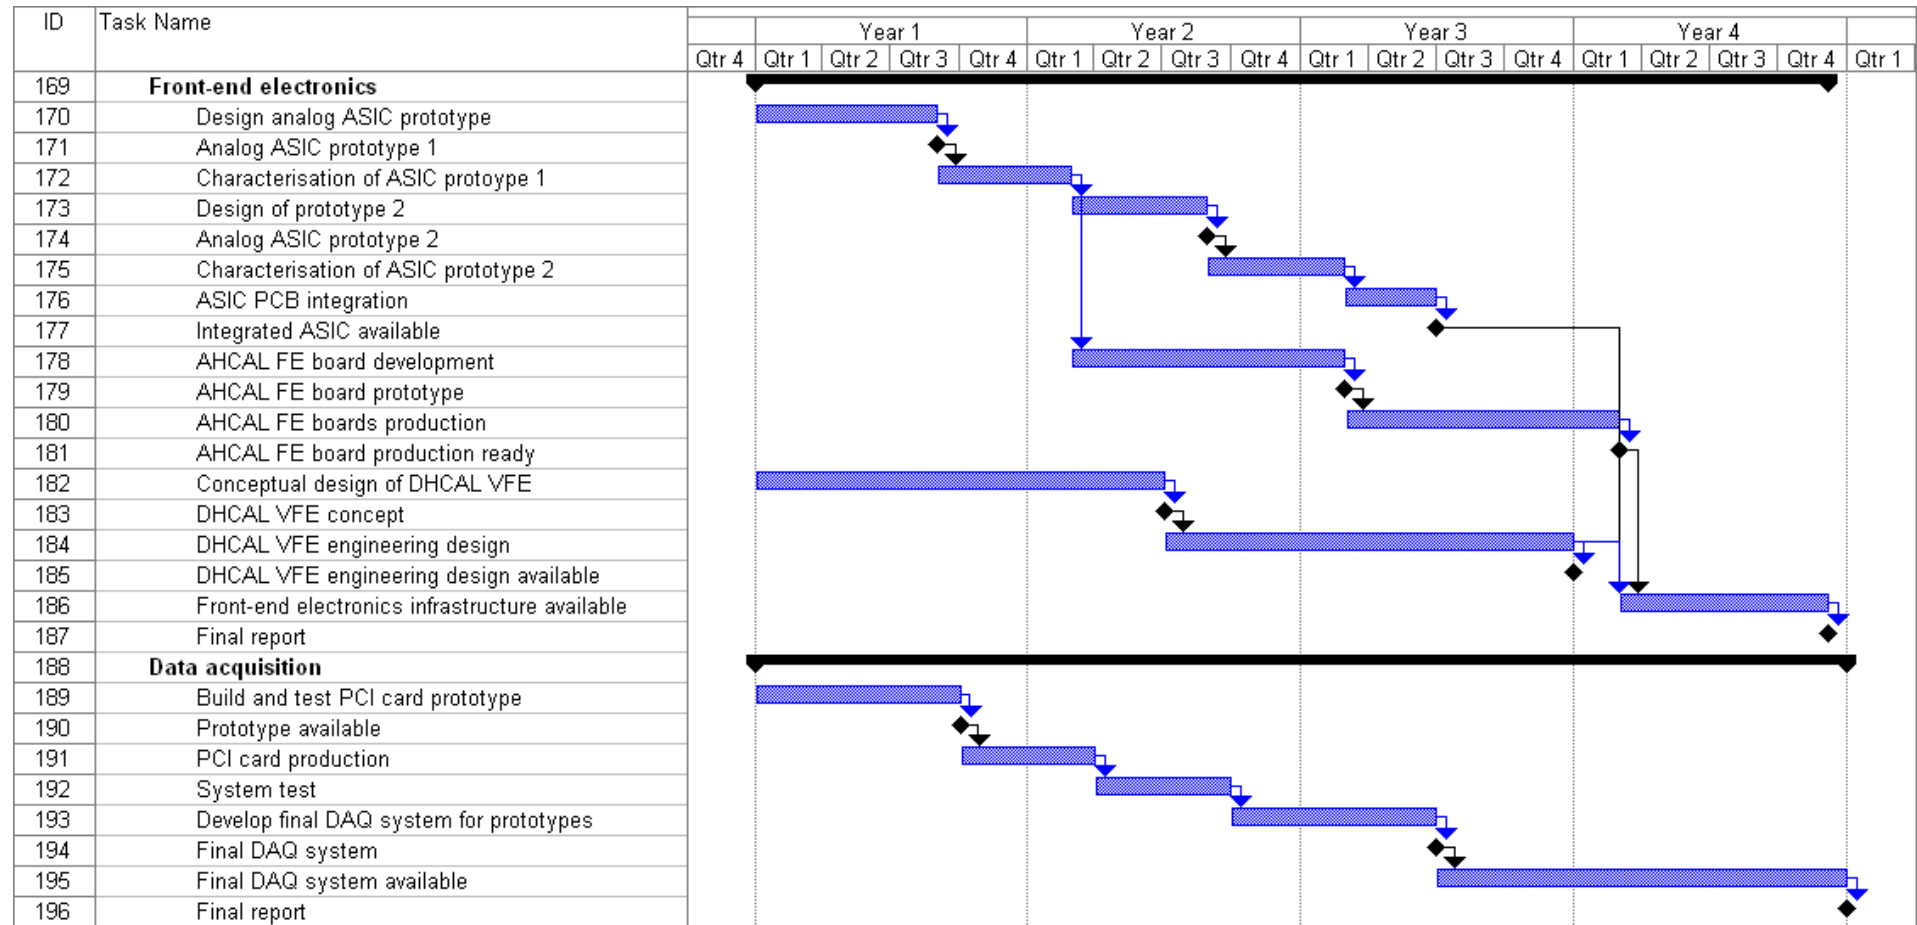 ID Task Name
Year 1 Year 2 Year 3 Year 4
Qtr 4 Qtr 1 Qtr 2 Qtr 3 Qtr 4 Qtr 1 Qtr 2 Qtr 3 Qtr 4 Qtr 1 Qtr 2 Qtr 3 Qtr 4 Qtr 1 Qtr 2 Qtr 3 Qtr 4 Qtr 1
169 Front-end electronics
170 Design analog ASIC prototype
171 Analog ASIC prototype 1
172 Characterisation of ASIC protoype 1
173 Design of prototype 2
174 Analog ASIC prototype 2
175 Characterisation of ASIC prototype 2
176 ASIC PCB integration
177 Integrated ASIC available
178 AHCAL FE board development
179 AHCAL FE board prototype
180 AHCAL FE boards production
181 AHCAL FE board production ready
182 Conceptual design of DHCAL VFE
183 DHCAL VFE concept
184 DHCAL VFE engineering design
185 DHCAL VFE engineering design available
186 Front-end electronics infrastructure available
187 Final report
188 Data acquisition
189 Build and test PCI card prototype
190 Prototype available
191 PCI card production
192 System test
193 Develop final DAQ system for prototypes
194 Final DAQ system
195 Final DAQ system available
196 Final report